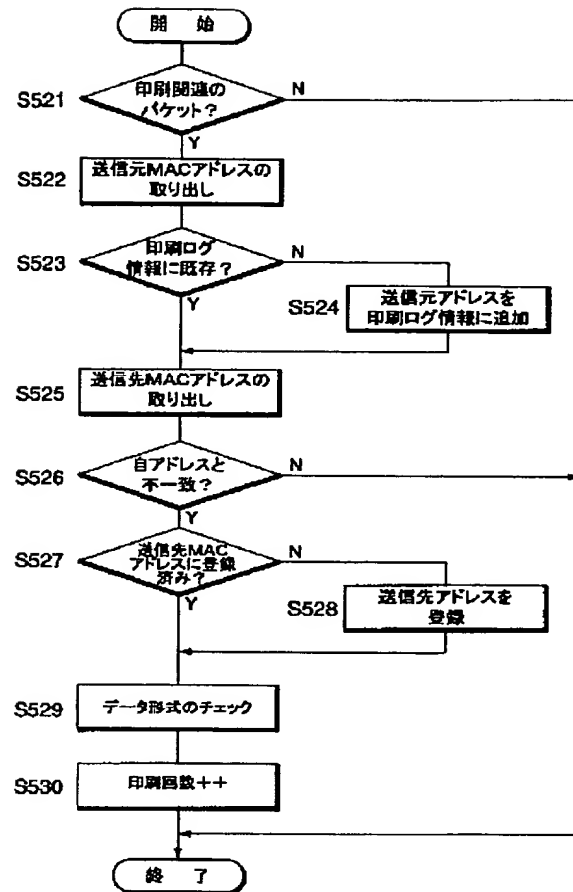 開 始
S521
印刷関連の
パケット？
N
Y
S522
送信元MACアドレスの
取り出し
S523
印刷ログ
情報に既存？
N
Y
S524
送信元アドレスを
印刷ログ情報に追加
S525
送信先MACアドレスの
取り出し
S526
自アドレスと
不一致？
N
Y
S527
送信先MAC
アドレスに登録
済み？
N
Y
S528
送信先アドレスを
登録
S529
データ形式のチェック
S530
印刷回数＋＋
終 了